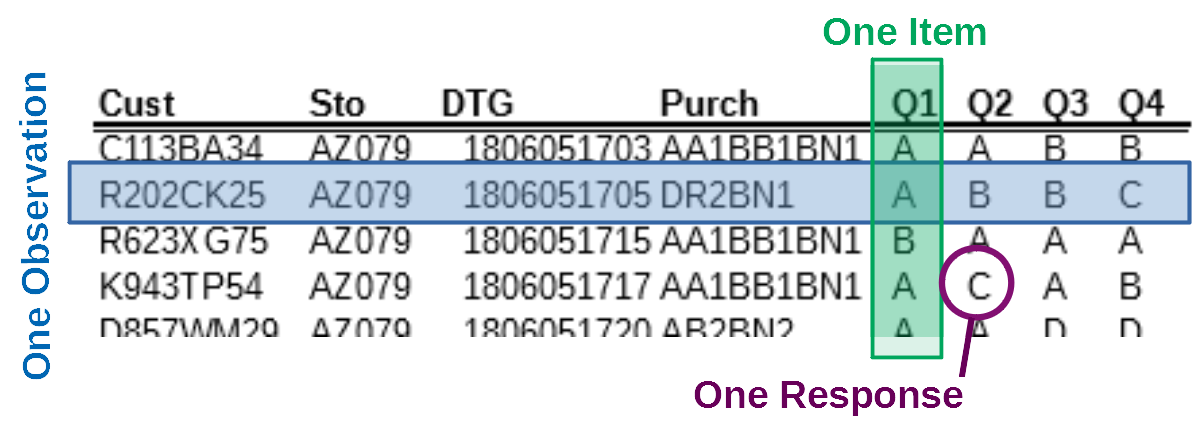 One Item
One Observation
Cust Sto DTG Purch Q1 Q2 Q3 Q4
C113BA34 AZ079 1806051703 AA1BB1BN1 A A B B
R202CK25 AZ079 1806051705 DR2BN1 A B B C
R623XG75 AZ079 1806051715 AA1BB1BN1 B A A A
K943TP54 AZ079 1806051717 AA1BB1BN1 A C A B
D857WM29 AZ079 1806051720 AB2BN2 A A D D
One Response